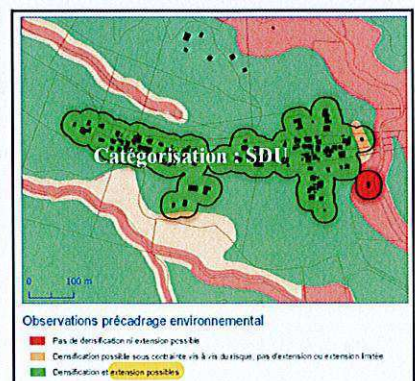 Catégorisation : SDU
0 100 m
Observations précadrage environnemental
Pas de densification ni extension possible
Densification possible sous contrainte vis à vis du risque, pas d'extension ou extension limitée
Densification et extension possibles